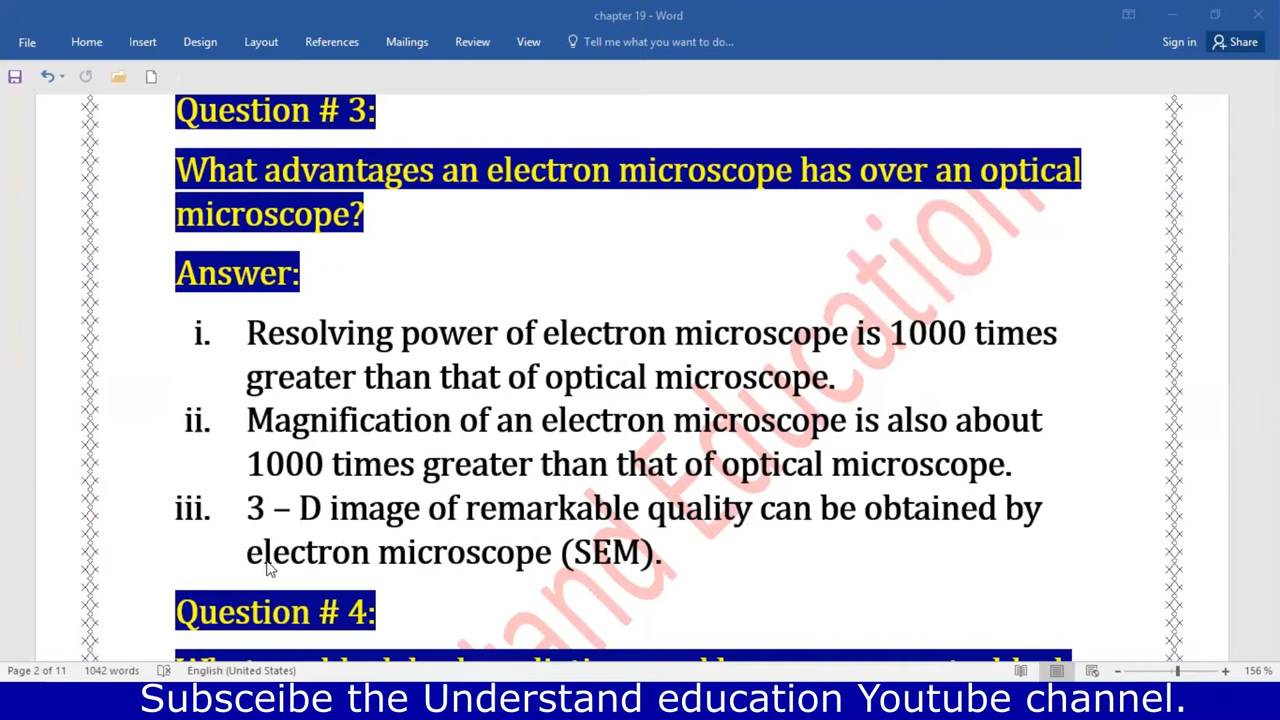 chapter 19 - Word
File Home Insert Design Layout References Mailings Review View Tell me what you want to do... Sign in Share
Question # 3:
What advantages an electron microscope has over an optical
microscope?
Answer:
i. Resolving power of electron microscope is 1000 times
greater than that of optical microscope.
ii. Magnification of an electron microscope is also about
1000 times greater than that of optical microscope.
iii. 3 – D image of remarkable quality can be obtained by
electron microscope (SEM).
Question # 4:
tand Education
Page 2 of 11 1042 words English (United States) 156 %
Subsceibe the Understand education Youtube channel.